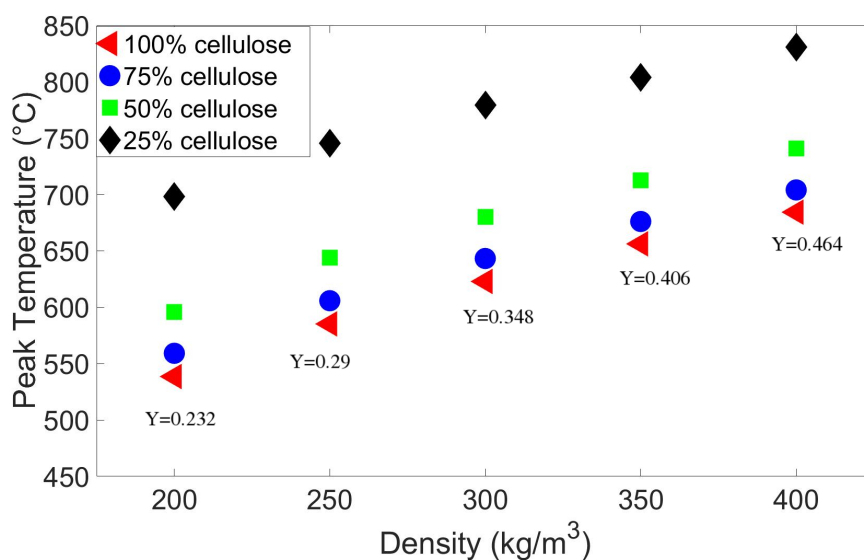 850
800
750
700
650
600
550
500
450
Peak Temperature (°C)
100% cellulose
75% cellulose
50% cellulose
25% cellulose
Y=0.232
Y=0.29
Y=0.348
Y=0.406
Y=0.464
200 250 300 350 400
Density (kg/m³)